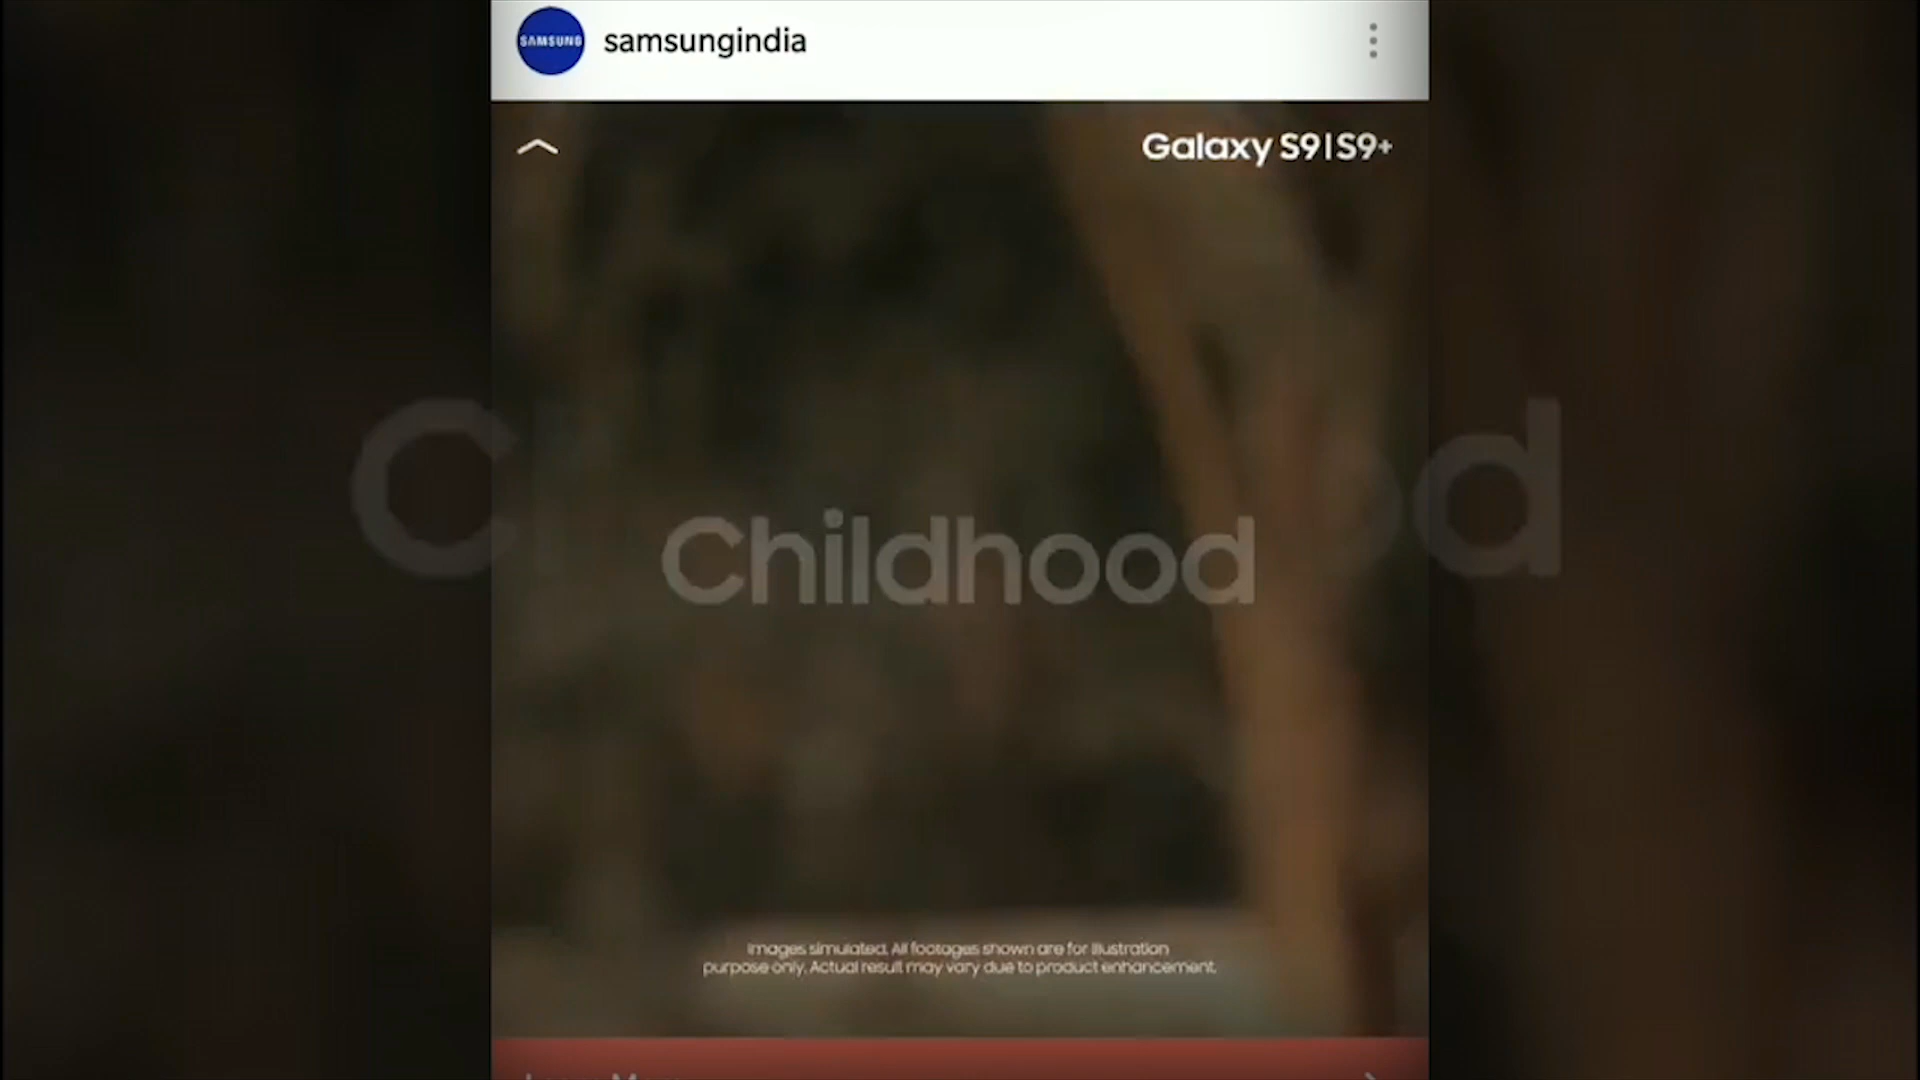 SAMSUNG
samsungindia
Galaxy S9|S9+
Childhood
Images simulated. All footages shown are for illustration
purpose only. Actual result may vary due to product enhancement.